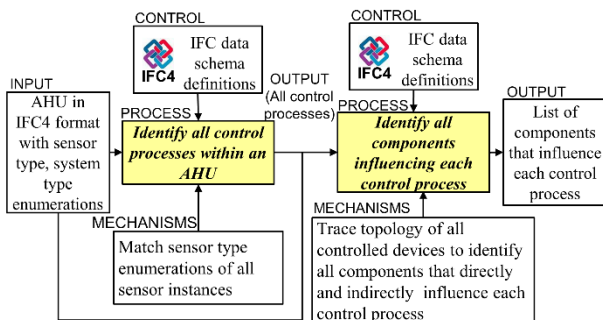 CONTROL
IFC4
IFC data
schema
definitions
CONTROL
IFC4
IFC data
schema
definitions
INPUT
AHU in
IFC4 format
with sensor
type, system
type
enumerations
PROCESS
Identify all control
processes within an
AHU
OUTPUT
(All control
processes)
PROCESS
Identify all
components
influencing each
control process
OUTPUT
List of
components
that influence
each control
process
MECHANISMS
Match sensor type
enumerations of all
sensor instances
MECHANISMS
Trace topology of all
controlled devices to identify
all components that directly
and indirectly influence each
control process